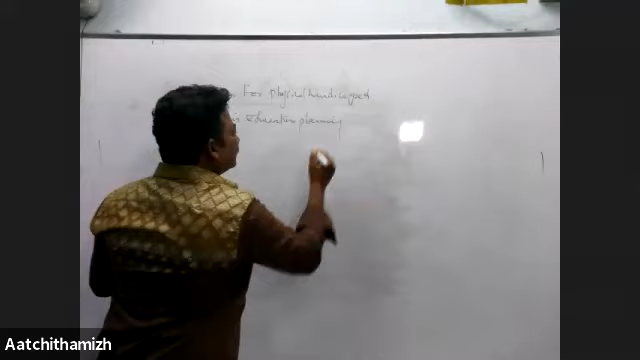 For physical handicapped
Education planning
Aatchithamizh